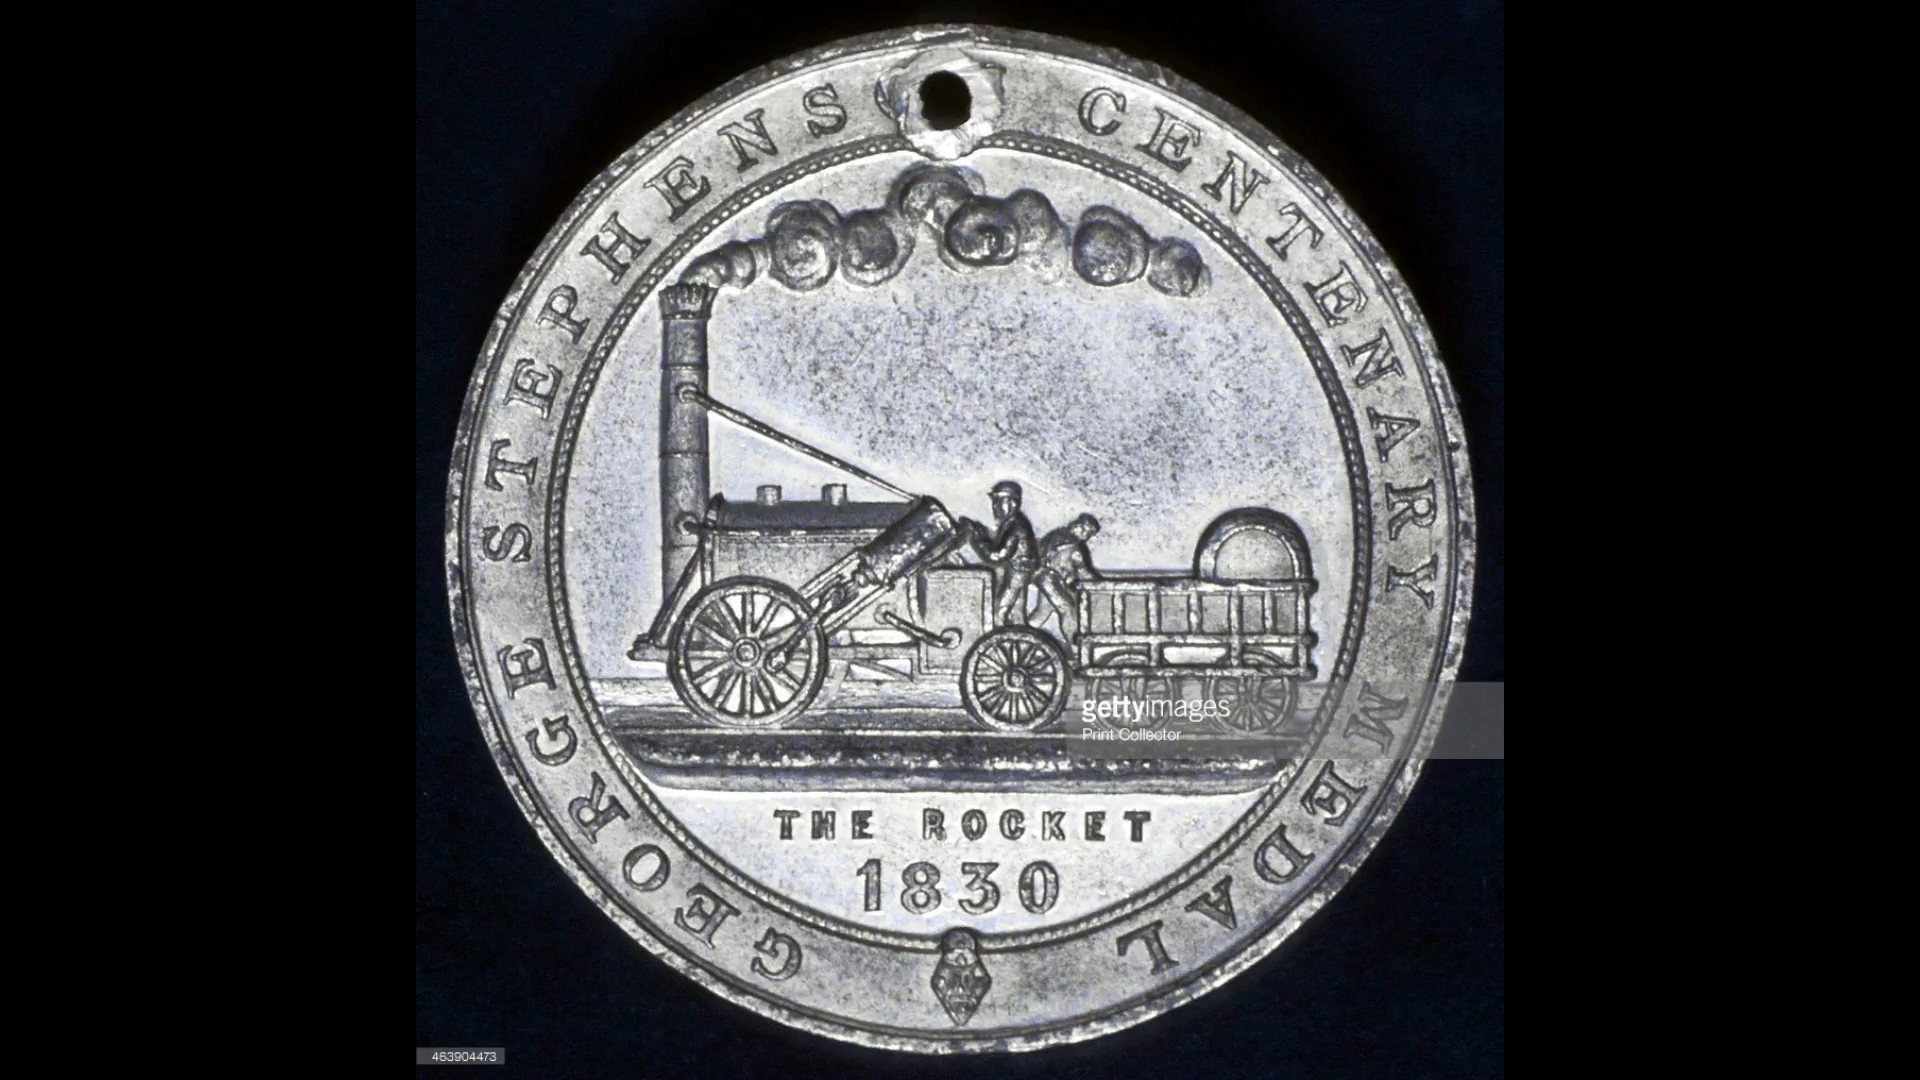 GEORGE STEPHENS CENTENARY MEDAL
THE ROCKET
1830
gettyimages
Print Collector
463904473